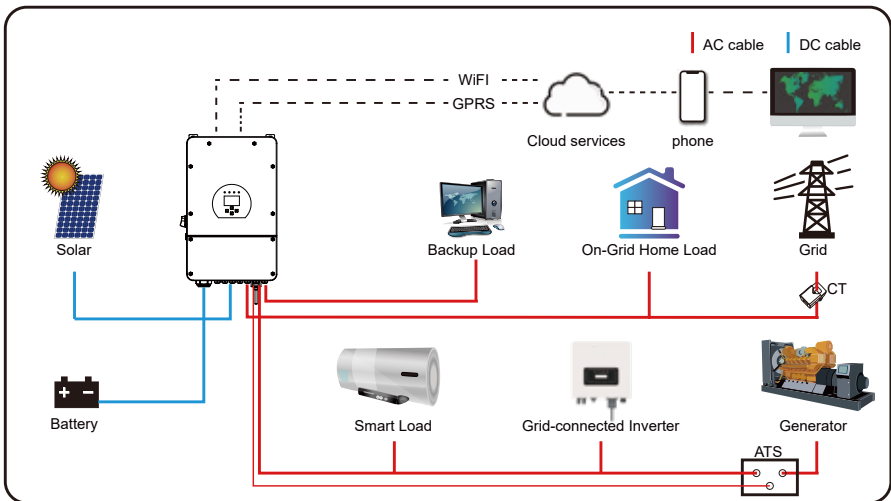 AC cable
DC cable
WiFI
GPRS
Cloud services
phone
Solar
Backup Load
On-Grid Home Load
Grid
CT
Battery
Smart Load
Grid-connected Inverter
Generator
ATS